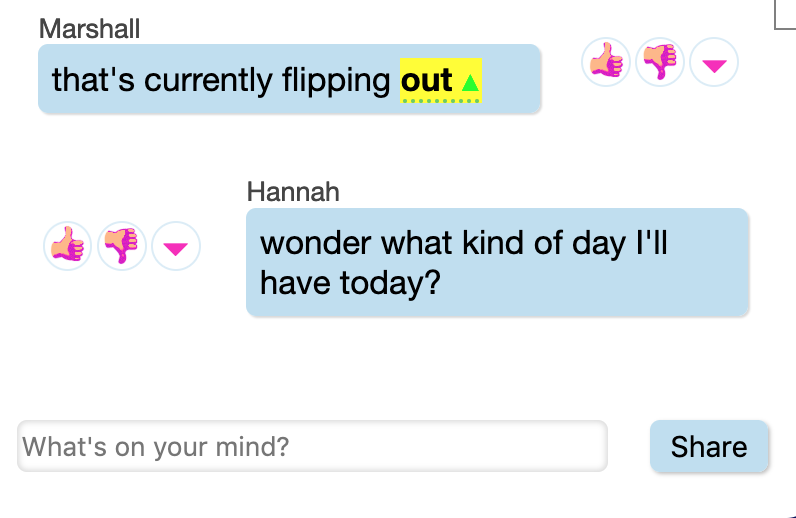 Marshall
that's currently flipping out ▲
Hannah
wonder what kind of day I'll
have today?
What's on your mind?
Share